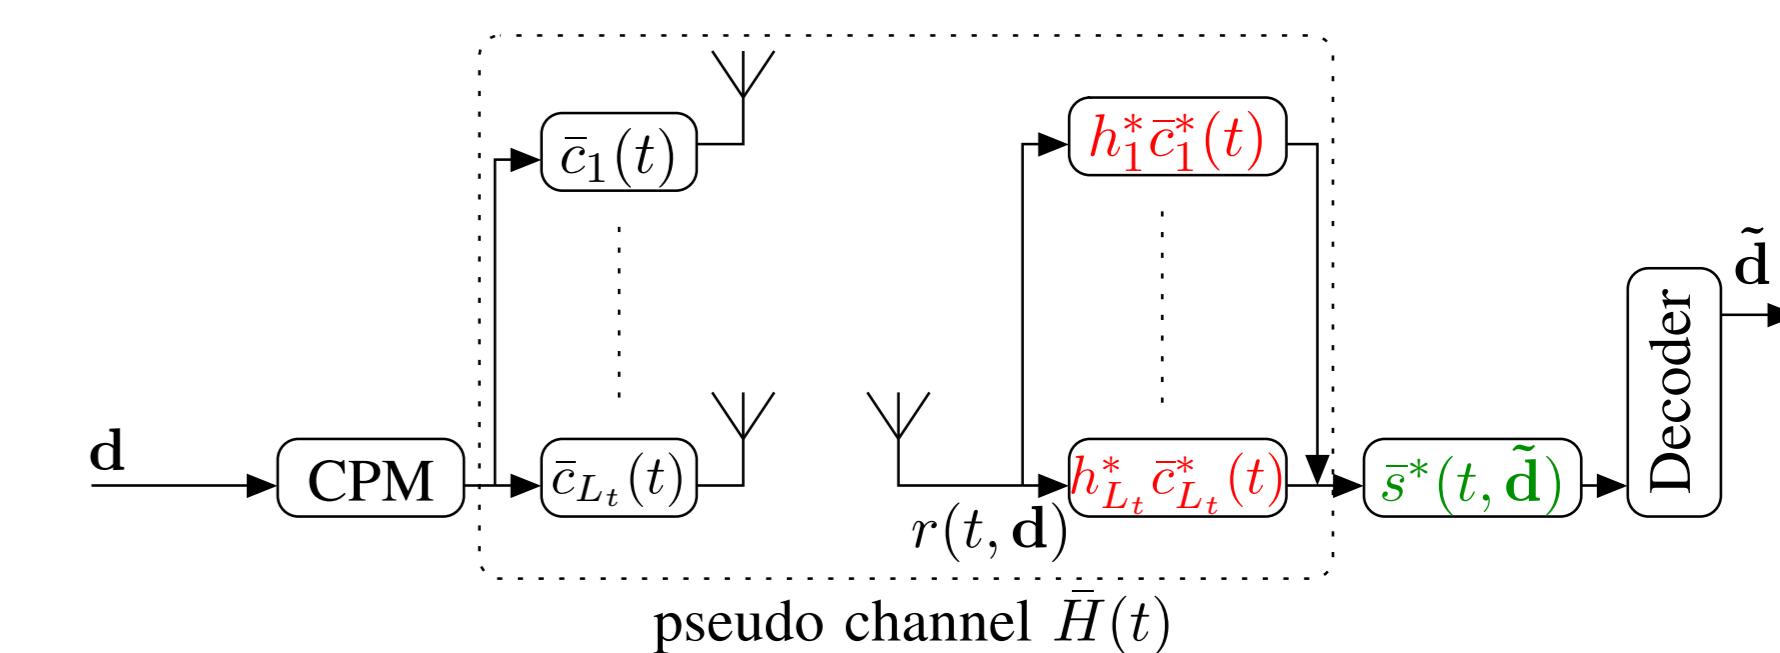 c̄₁(t)
h₁*c̄₁*(t)
d̃
d
CPM
c̄_{L_t}(t)
h*_{L_t}c̄*_{L_t}(t)
s̄*(t, d̃)
Decoder
r(t, d)
pseudo channel H̄(t)